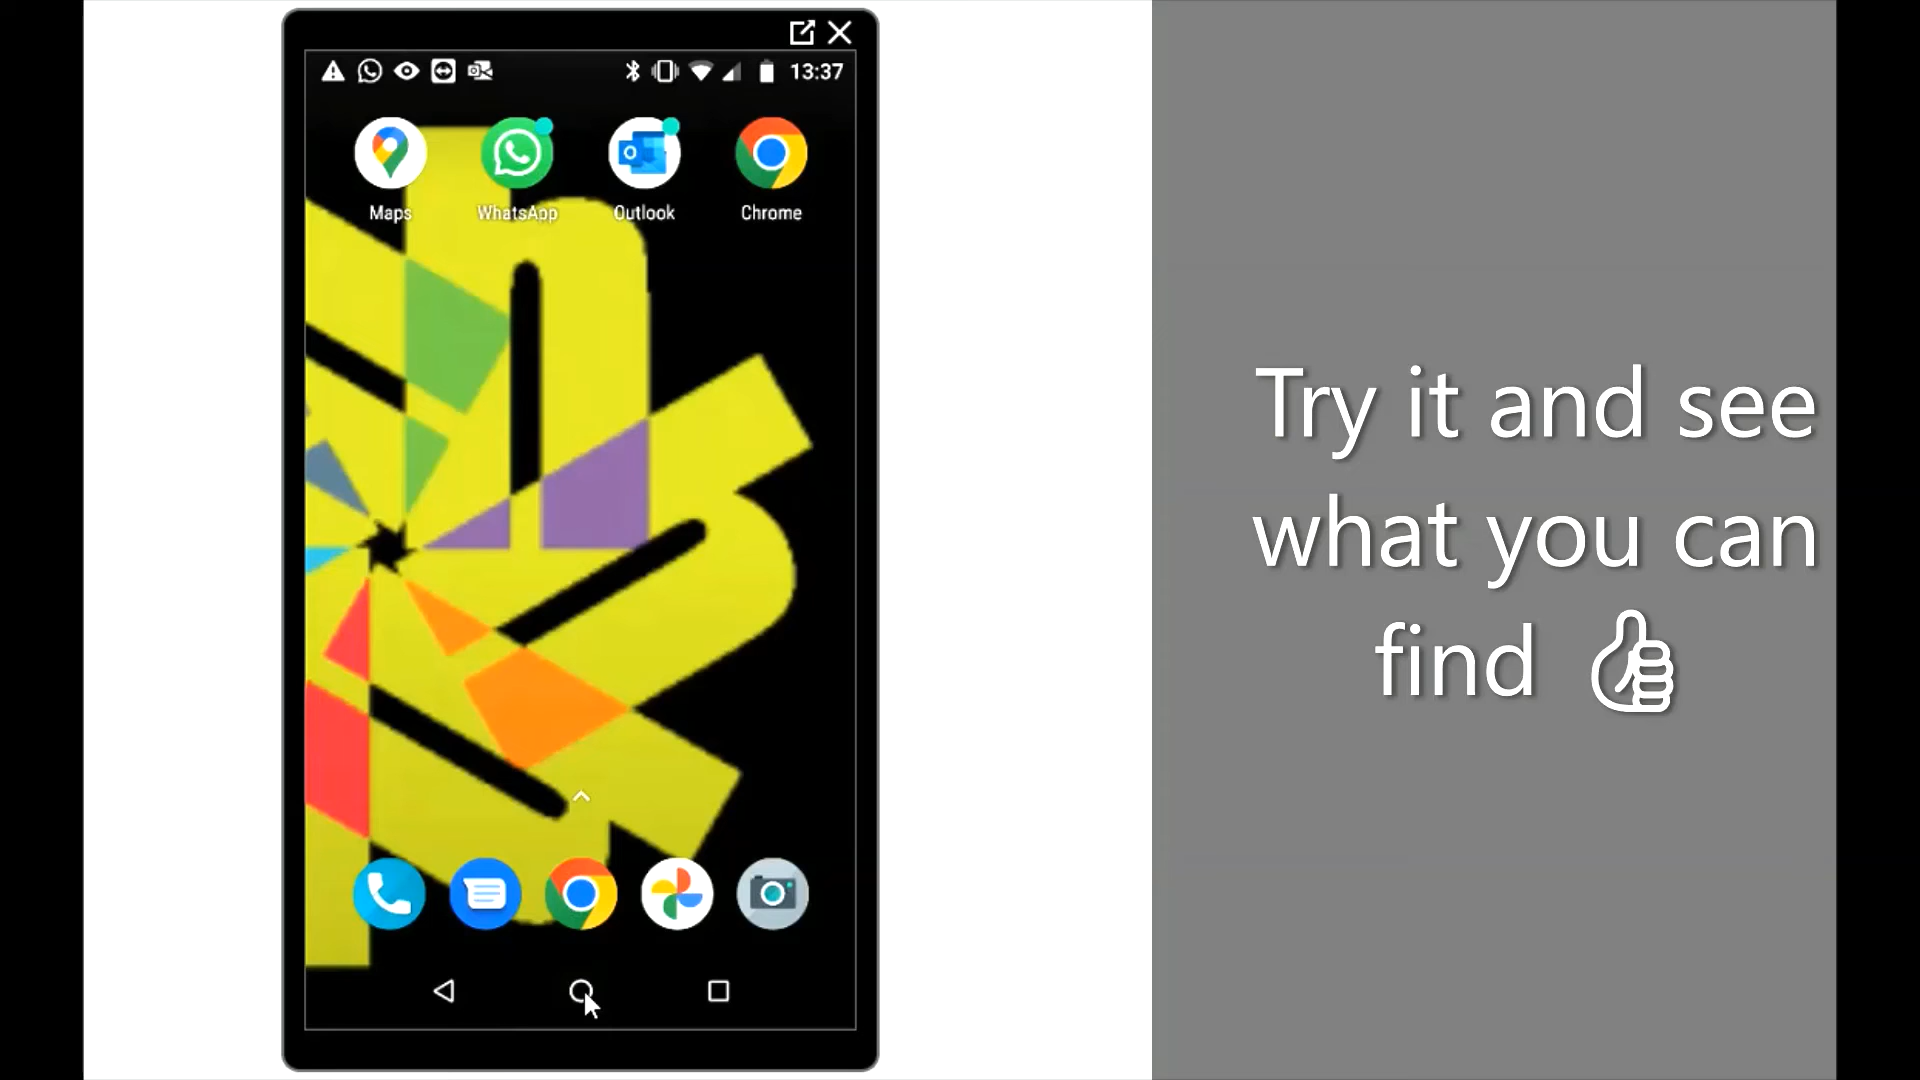 13:37
Maps
WhatsApp
Outlook
Chrome
Try it and see
what you can
find